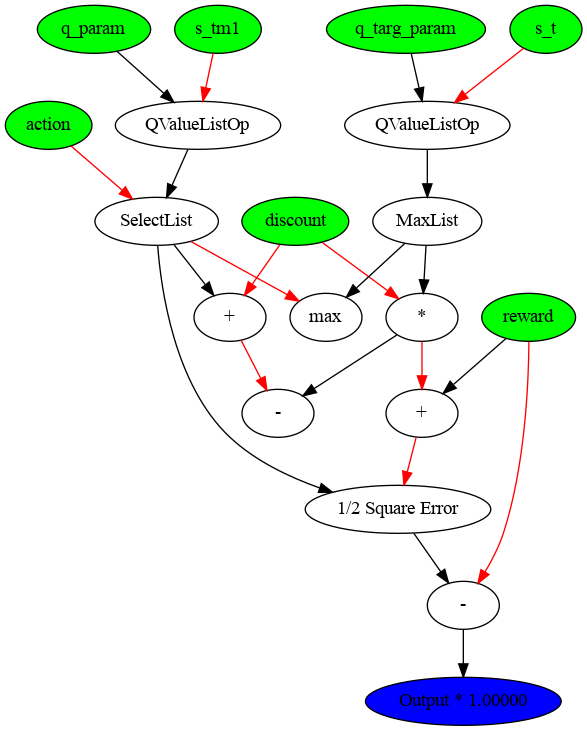 q_param
s_tm1
q_targ_param
s_t
action
QValueListOp
QValueListOp
SelectList
discount
MaxList
+
max
*
reward
-
+
1/2 Square Error
-
Output * 1.00000